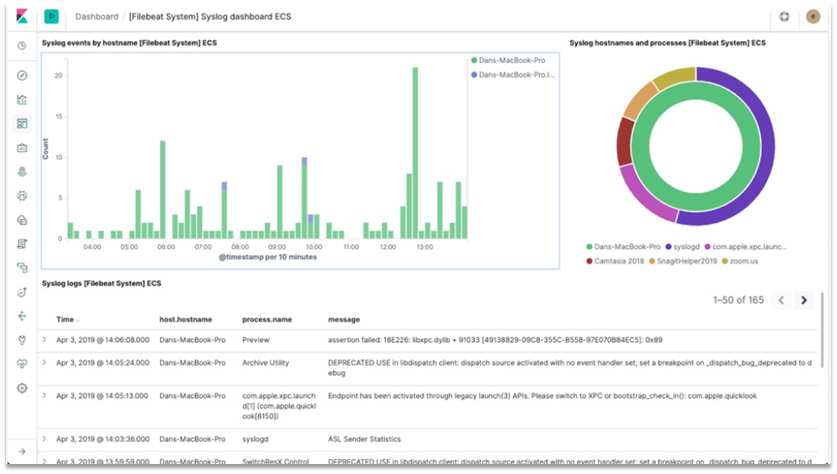 D Dashboard / [Filebeat System] Syslog dashboard ECS e
Syslog events by hostname [Filebeat System] ECS
Dans-MacBook-Pro
Dans-MacBook-Pro.l...
20
15
10
5
0
Count
04:00 05:00 06:00 07:00 08:00 09:00 10:00 11:00 12:00 13:00
@timestamp per 10 minutes
Syslog hostnames and processes [Filebeat System] ECS
Dans-MacBook-Pro syslogd com.apple.xpc.launc...
Camtasia 2018 SnagitHelper2019 zoom.us
Syslog logs [Filebeat System] ECS
1–50 of 165
Time host.hostname process.name message
Apr 3, 2019 @ 14:06:08.000 Dans-MacBook-Pro Preview assertion failed: 18E226: libxpc.dylib + 91033 [49138829-09C8-355C-B558-97E070B84EC5]: 0x89
Apr 3, 2019 @ 14:05:24.000 Dans-MacBook-Pro Archive Utility DEPRECATED USE in libdispatch client: dispatch source activated with no event handler set; set a breakpoint on _dispatch_bug_deprecated to d
ebug
Apr 3, 2019 @ 14:05:13.000 Dans-MacBook-Pro com.apple.xpc.launch Endpoint has been activated through legacy launch(3) APIs. Please switch to XPC or bootstrap_check_in(): com.apple.quicklook
d[1] (com.apple.quickl
ook[8150])
Apr 3, 2019 @ 14:03:36.000 Dans-MacBook-Pro syslogd ASL Sender Statistics
Apr 3, 2019 @ 13:59:59.000 Dans-MacBook-Pro SwitchResX Control DEPRECATED USE in libdispatch client: dispatch source activated with no event handler set; set a breakpoint on _dispatch_bug_deprecated to d